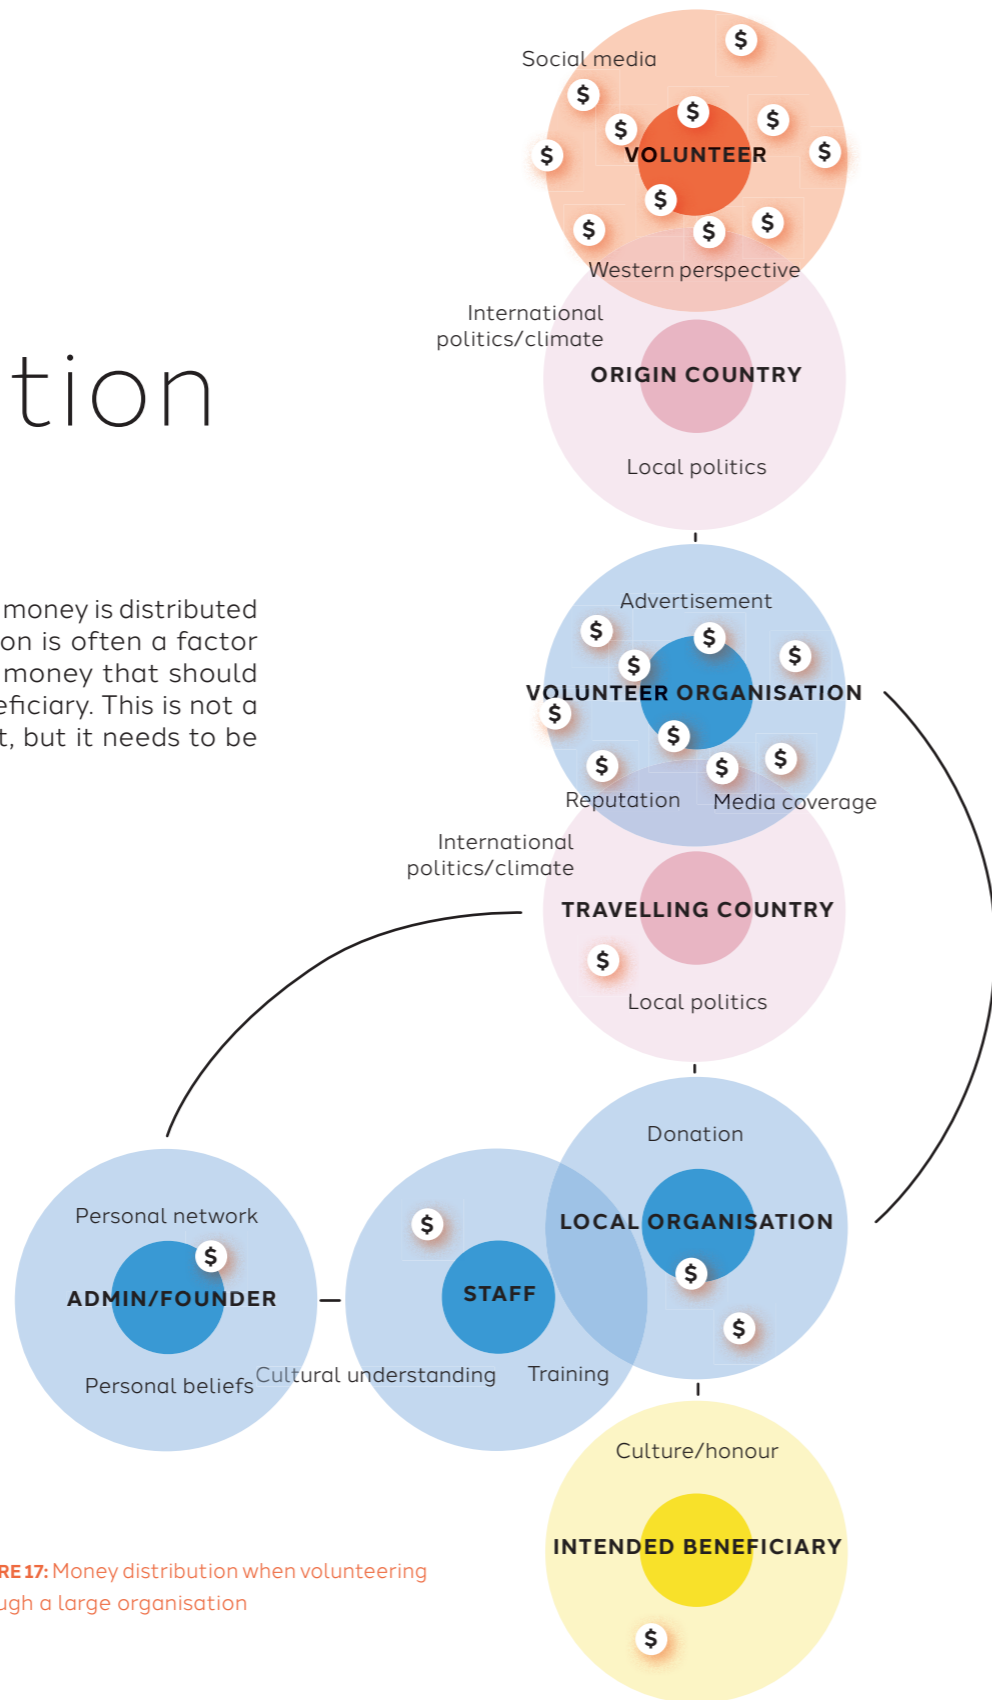 tion
money is distributed
on is often a factor
money that should
eficiary. This is not a
t, but it needs to be
Social media
$
$
$
$
$
$
VOLUNTEER
$
$
$
$
$
Western perspective
International
politics/climate
ORIGIN COUNTRY
Local politics
Advertisement
$
$
$
$
VOLUNTEER ORGANISATION
$
$
$
$
$
Reputation
Media coverage
International
politics/climate
TRAVELLING COUNTRY
$
Local politics
Donation
LOCAL ORGANISATION
$
$
Personal network
$
ADMIN/FOUNDER
Personal beliefs
$
STAFF
Cultural understanding
Training
Culture/honour
INTENDED BENEFICIARY
$
RE 17: Money distribution when volunteering
ugh a large organisation